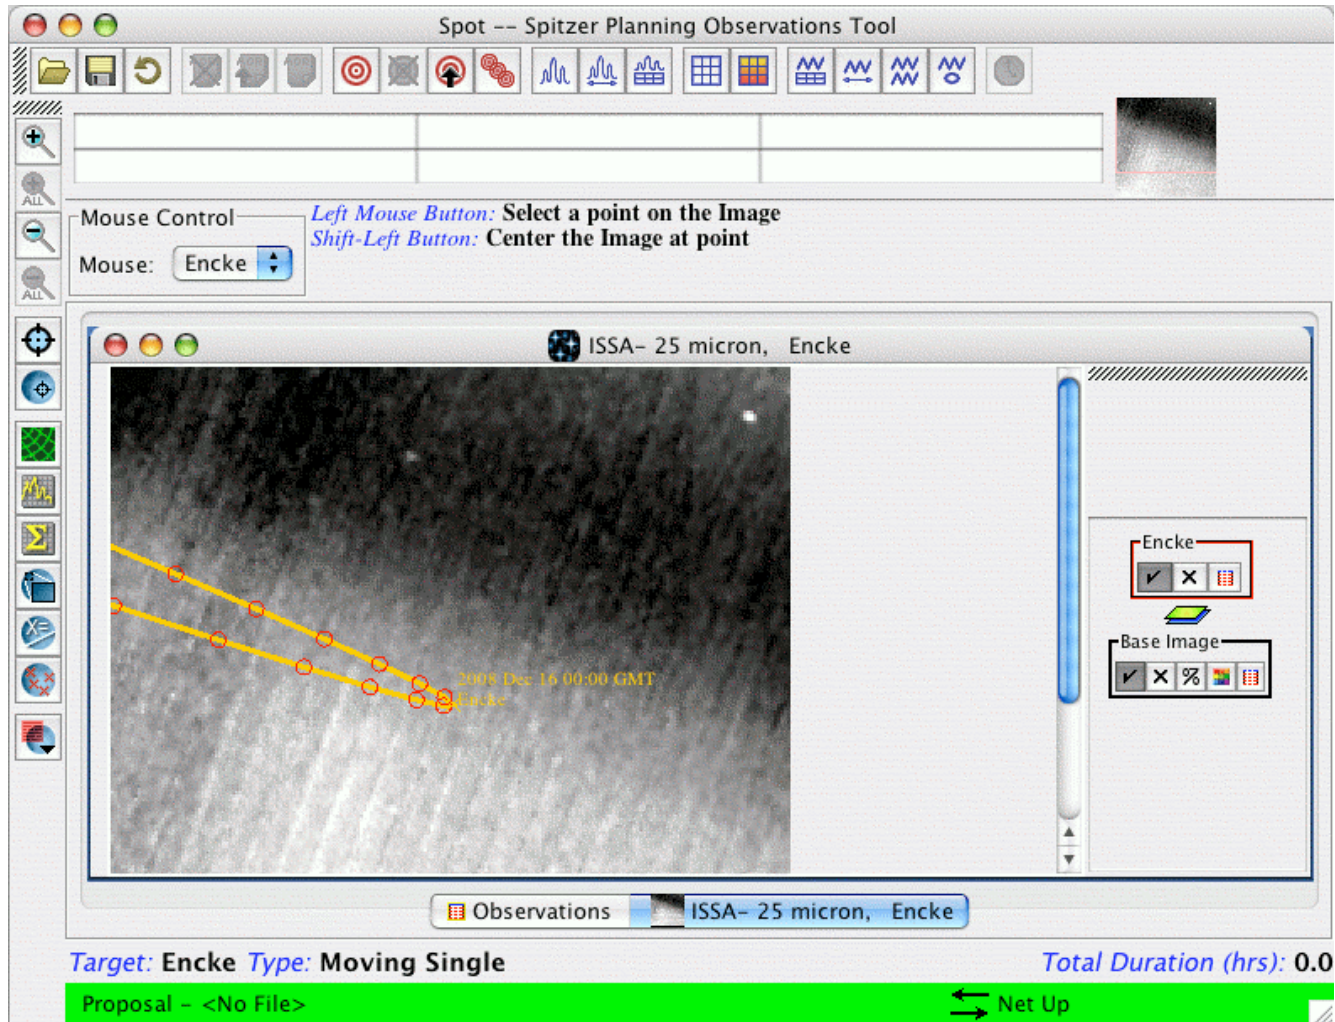 Spot -- Spitzer Planning Observations Tool
ALL
ALL
Mouse Control
Left Mouse Button: Select a point on the Image
Shift-Left Button: Center the Image at point
Mouse: Encke
ISSA- 25 micron, Encke
2008 Dec 16 00:00 GMT
Encke
Encke
Base Image
%
X=
Σ
Observations
ISSA- 25 micron, Encke
Target: Encke Type: Moving Single
Total Duration (hrs): 0.0
Proposal - <No File>
Net Up